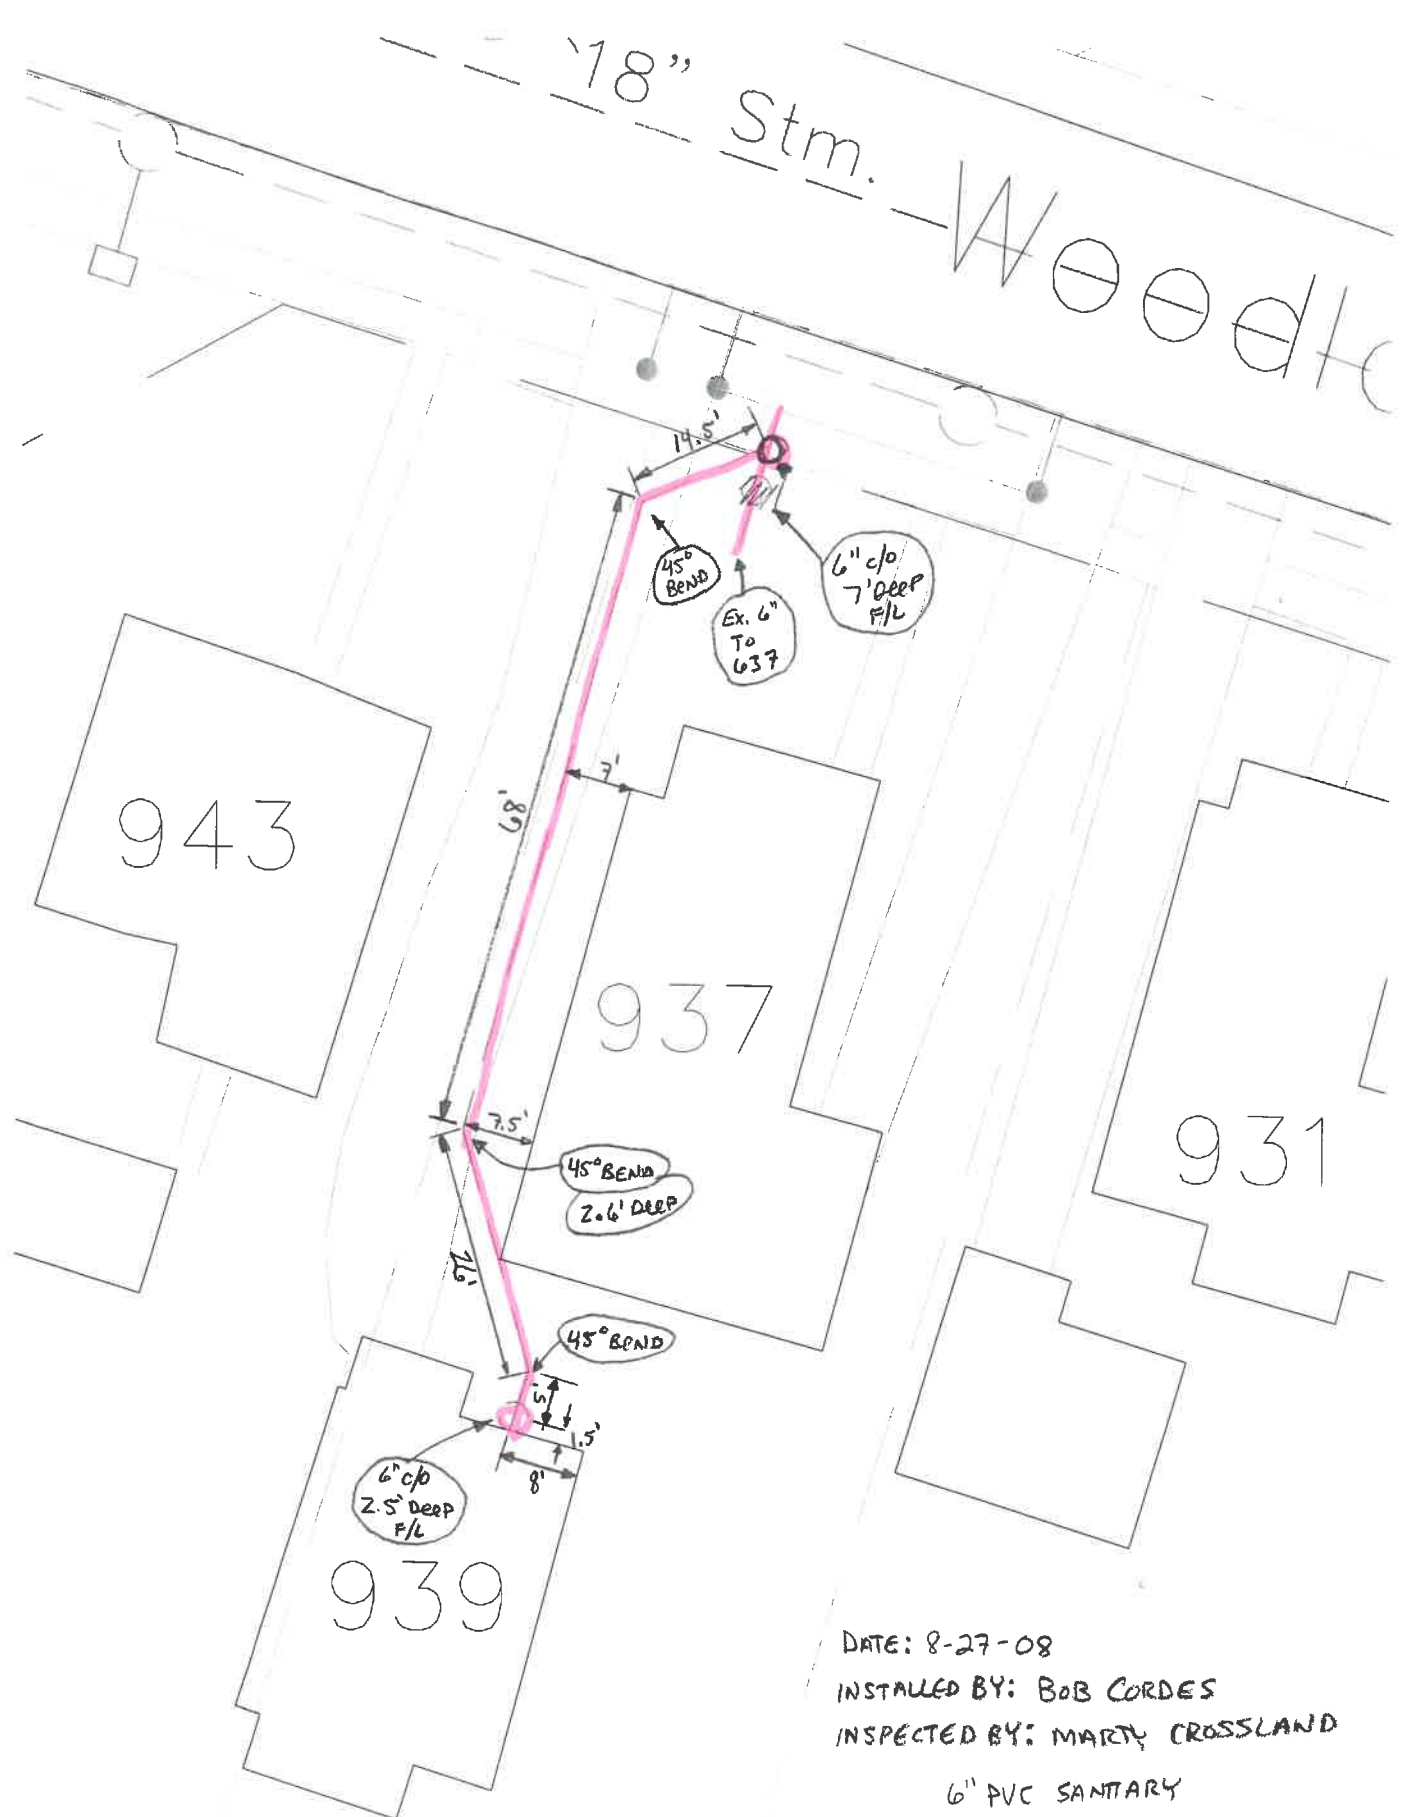 18" Stm.
Woodl
14.5'
45° BEND
6" c/o
7' DEEP
F/L
EX. 6"
TO
637
68'
7'
943
937
931
7.5'
45° BEND
2.6' DEEP
26'
45° BEND
5'
1.5'
8'
6" c/o
2.5' DEEP
F/L
939
DATE: 8-27-08
INSTALLED BY: BOB CORDES
INSPECTED BY: MARTY CROSSLAND
6" PVC SANITARY